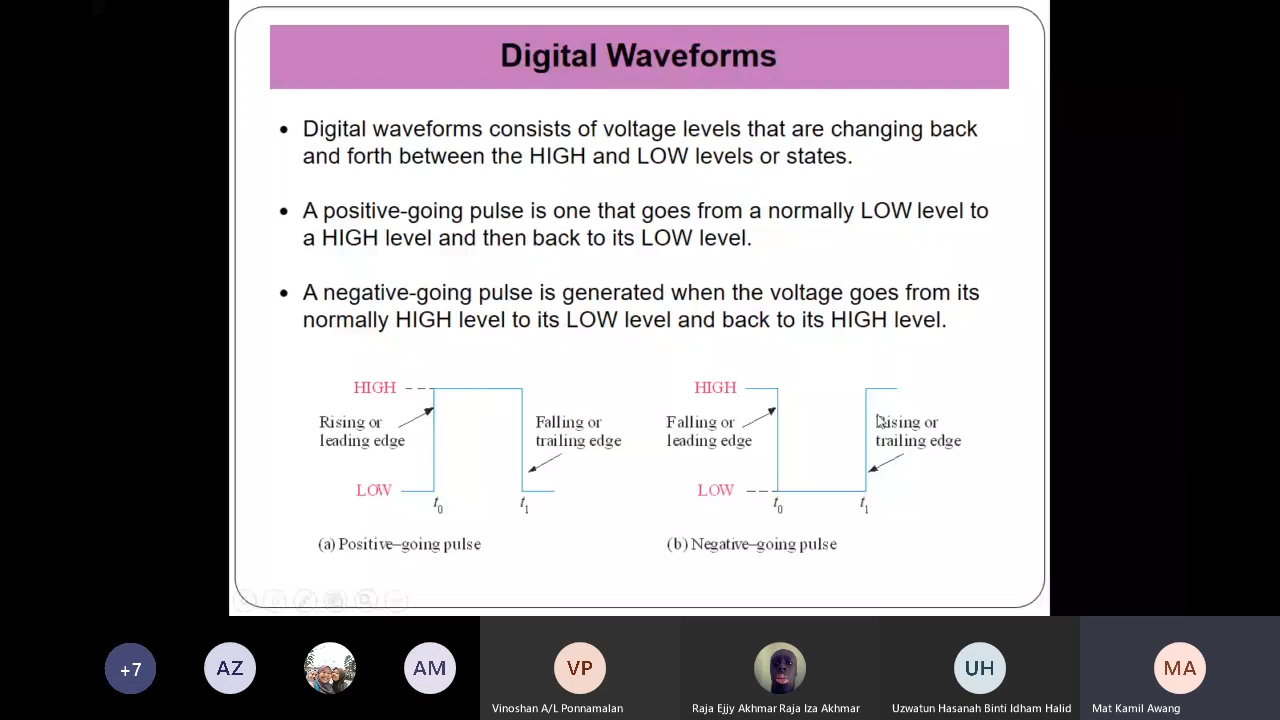 Digital Waveforms
• Digital waveforms consists of voltage levels that are changing back
and forth between the HIGH and LOW levels or states.
• A positive-going pulse is one that goes from a normally LOW level to
a HIGH level and then back to its LOW level.
• A negative-going pulse is generated when the voltage goes from its
normally HIGH level to its LOW level and back to its HIGH level.
HIGH
Rising or
leading edge
Falling or
trailing edge
LOW
t0
t1
(a) Positive–going pulse
HIGH
Falling or
leading edge
Rising or
trailing edge
LOW
t0
t1
(b) Negative–going pulse
+7
AZ
AM
VP
UH
MA
Vinoshan A/L Ponnamalan
Raja Ejjy Akhmar Raja Iza Akhmar
Uzwatun Hasanah Binti Idham Halid
Mat Kamil Awang